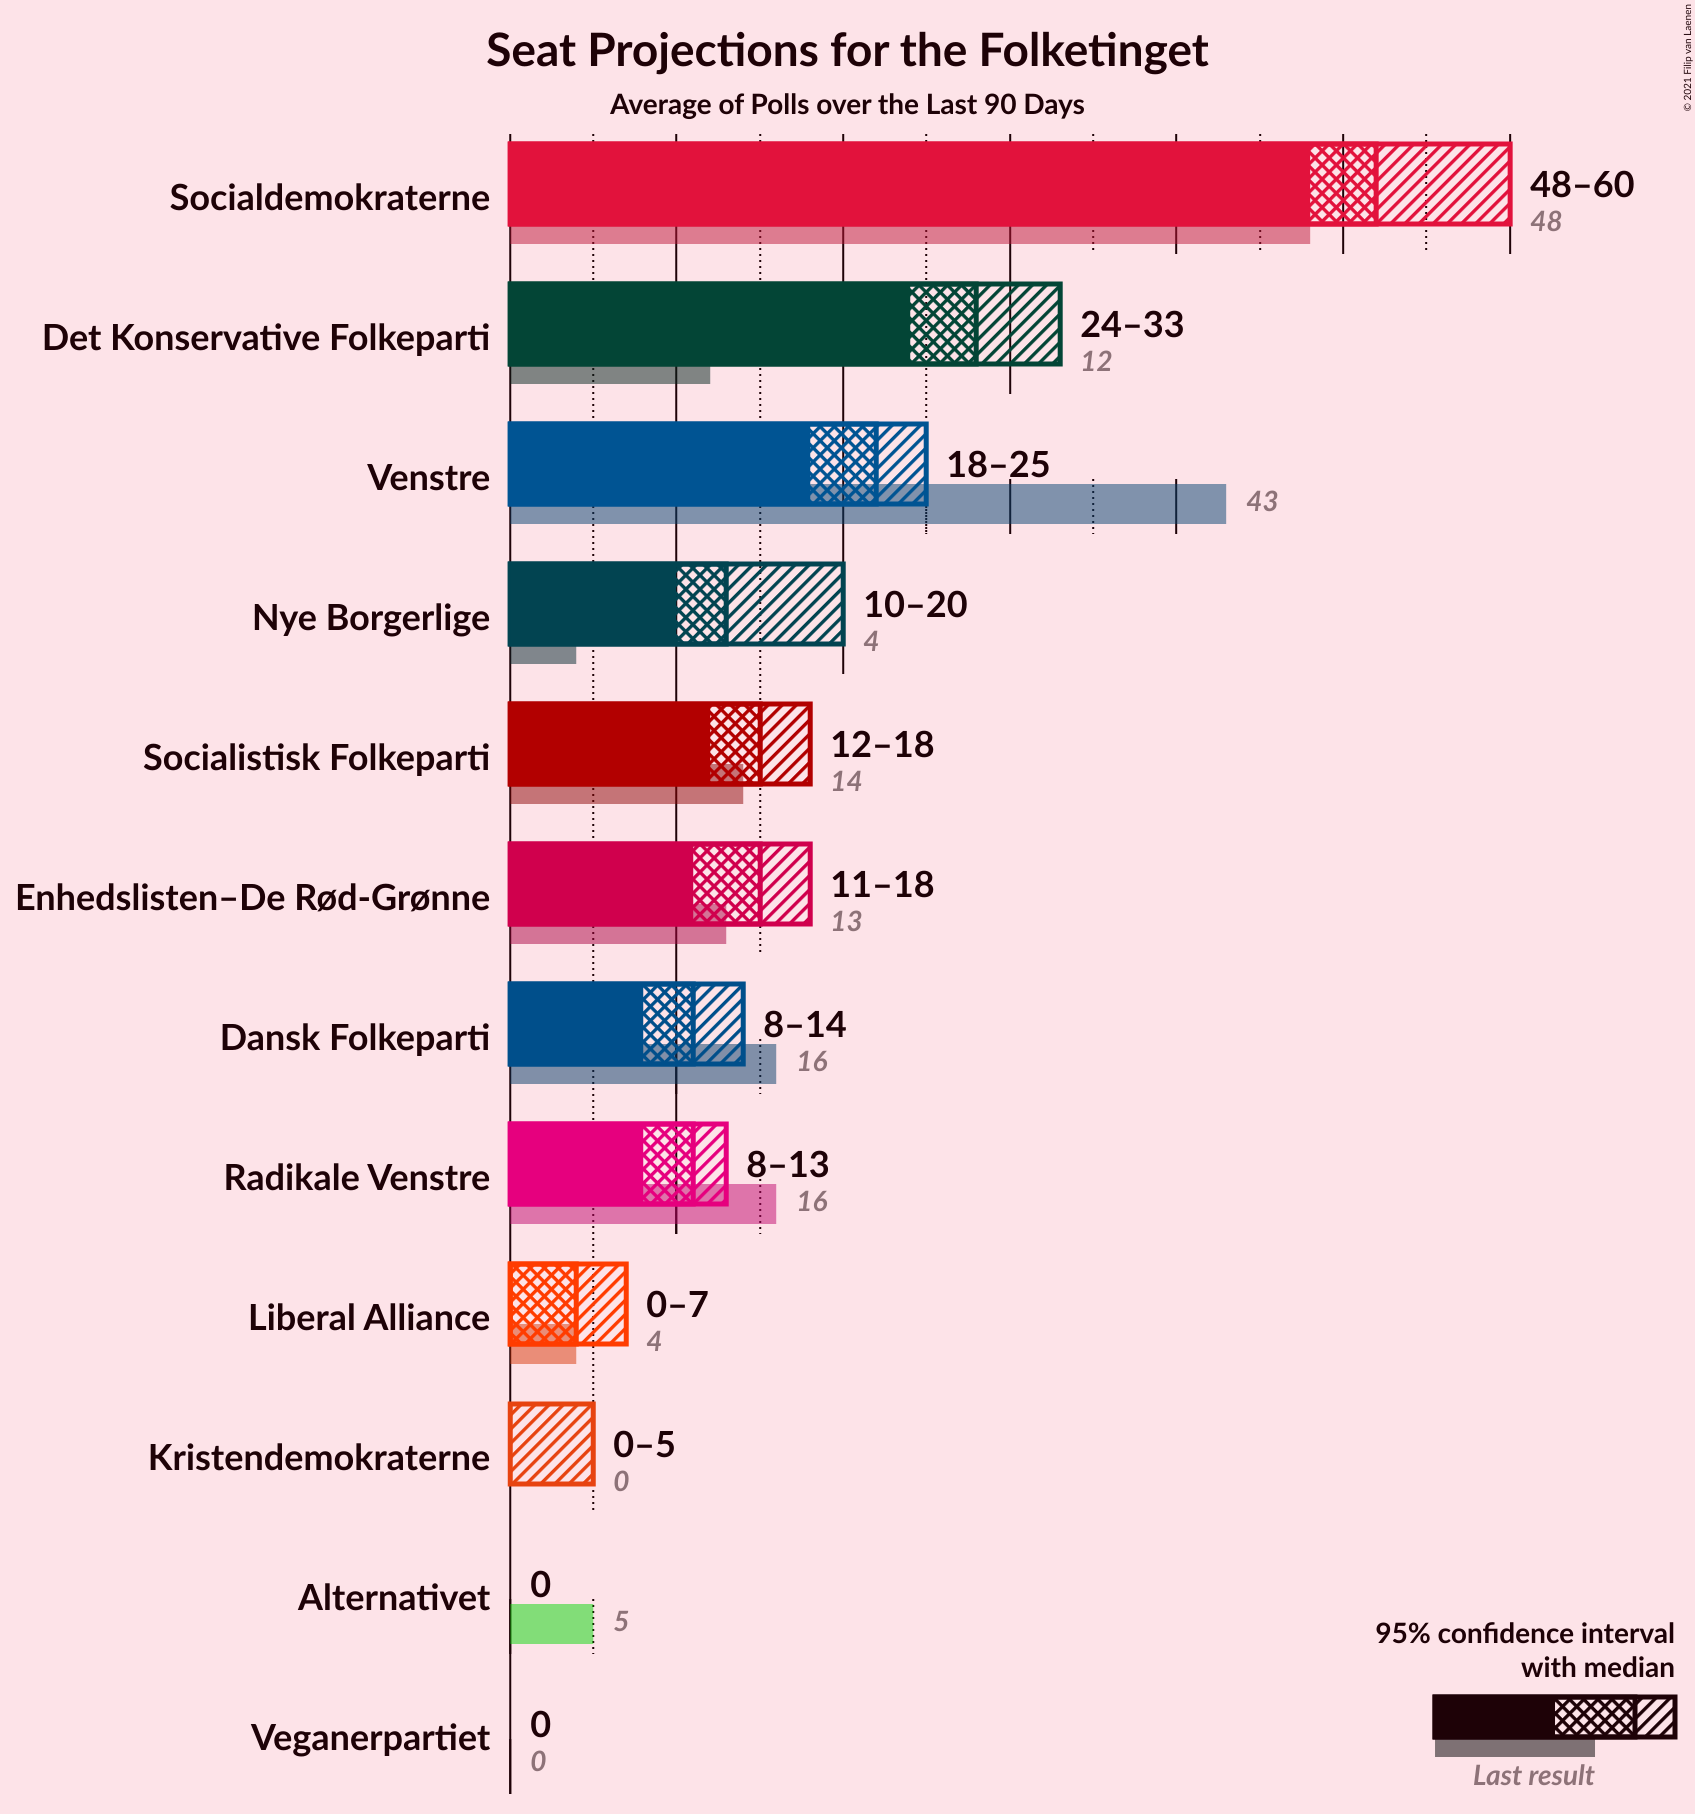 Seat Projections for the Folketinget
Average of Polls over the Last 90 Days
© 2021 Filip van Laenen
Socialdemokraterne
48–60
48
Det Konservative Folkeparti
24–33
12
Venstre
18–25
43
Nye Borgerlige
10–20
4
Socialistisk Folkeparti
12–18
14
Enhedslisten–De Rød-Grønne
11–18
13
Dansk Folkeparti
8–14
16
Radikale Venstre
8–13
16
Liberal Alliance
0–7
4
Kristendemokraterne
0–5
0
Alternativet
0
5
Veganerpartiet
0
0
95% confidence interval
with median
Last result